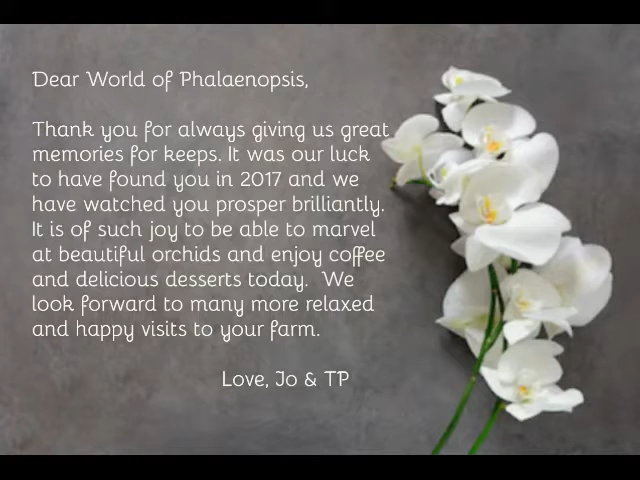 Dear World of Phalaenopsis,
Thank you for always giving us great
memories for keeps. It was our luck
to have found you in 2017 and we
have watched you prosper brilliantly.
It is of such joy to be able to marvel
at beautiful orchids and enjoy coffee
and delicious desserts today. We
look forward to many more relaxed
and happy visits to your farm.
Love, Jo & TP